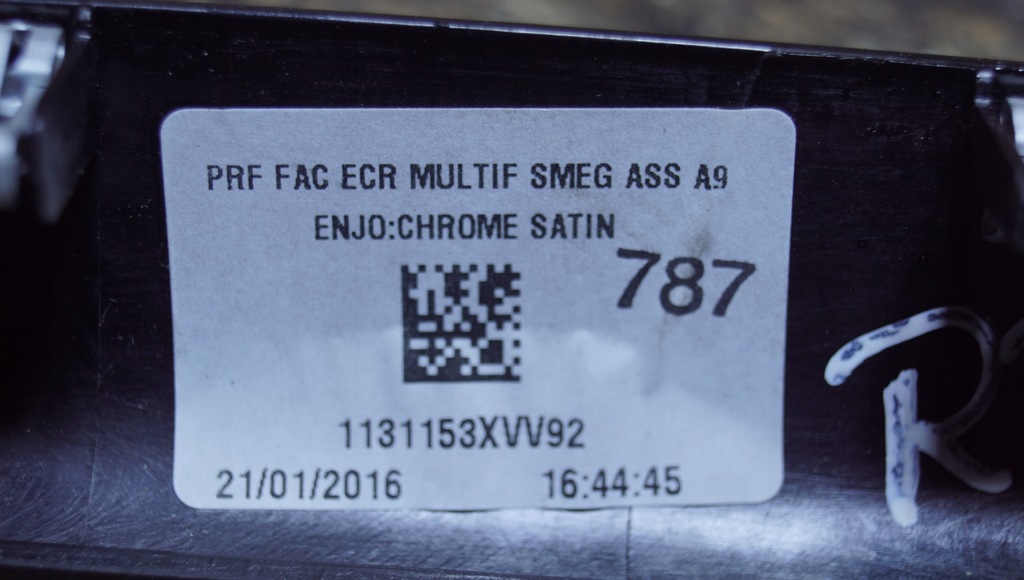 PRF FAC ECR MULTIF SMEG ASS A9
ENJO:CHROME SATIN
787
1131153XVV92
21/01/2016 16:44:45
R